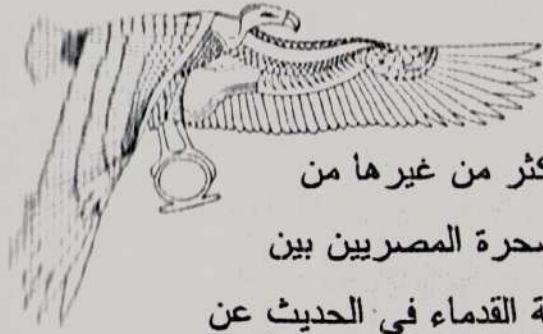 كثر من غيرها من
سحرة المصريين بين
ة القدماء في الحديث عن